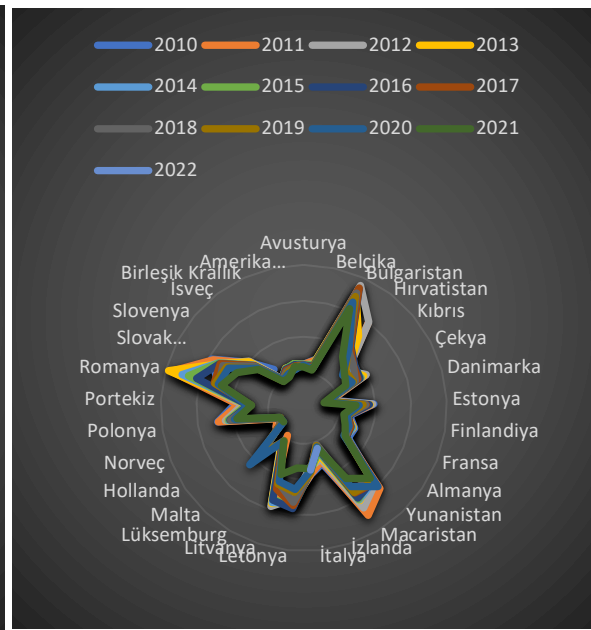 2010 2011 2012 2013
2014 2015 2016 2017
2018 2019 2020 2021
2022
Avusturya
Belçika
Bulgaristan
Hırvatistan
Kıbrıs
Çekya
Danimarka
Estonya
Finlandiya
Fransa
Almanya
Yunanistan
Macaristan
İzlanda
İtalya
Letonya
Litvanya
Lüksemburg
Malta
Hollanda
Norveç
Polonya
Portekiz
Romanya
Slovak...
Slovenya
İsveç
Birleşik Krallık
Amerika...